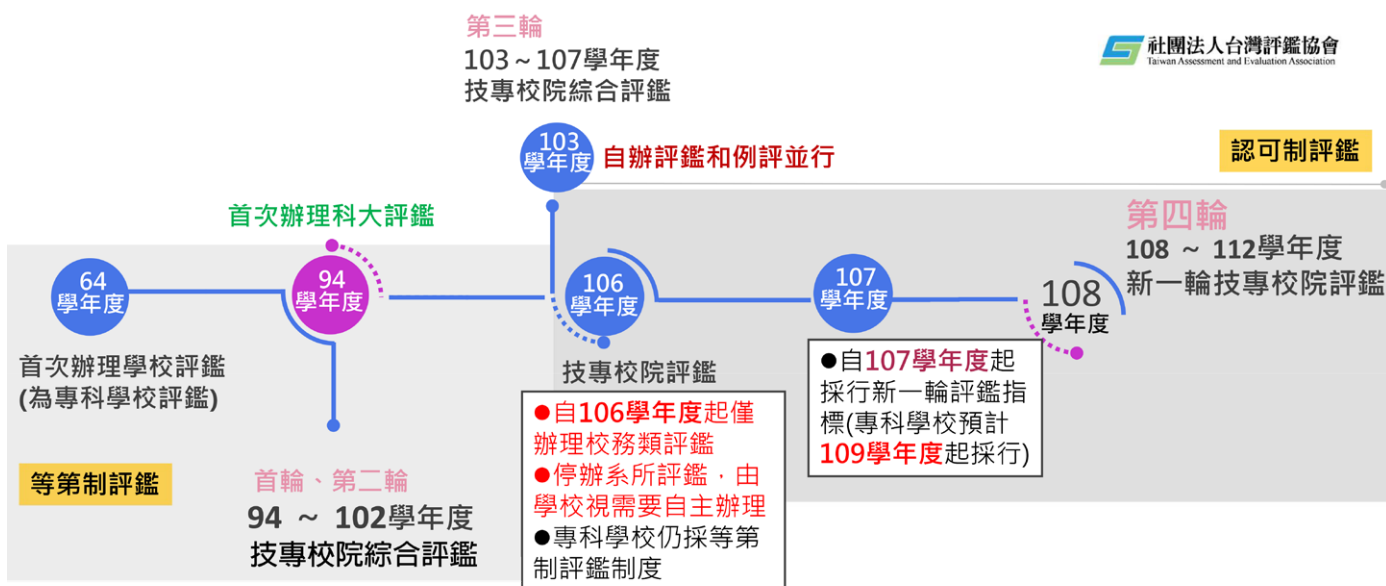 第三輪
103～107學年度
技專校院綜合評鑑
社團法人台灣評鑑協會
Taiwan Assessment and Evaluation Association
103
學年度
自辦評鑑和例評並行
認可制評鑑
首次辦理科大評鑑
第四輪
108 ～ 112學年度
新一輪技專校院評鑑
64
學年度
94
學年度
106
學年度
107
學年度
108
學年度
首次辦理學校評鑑
(為專科學校評鑑)
技專校院評鑑
●自106學年度起僅
辦理校務類評鑑
●停辦系所評鑑，由
學校視需要自主辦理
●專科學校仍採等第
制評鑑制度
●自107學年度起
採行新一輪評鑑指
標(專科學校預計
109學年度起採行)
等第制評鑑
首輪、第二輪
94 ～ 102學年度
技專校院綜合評鑑